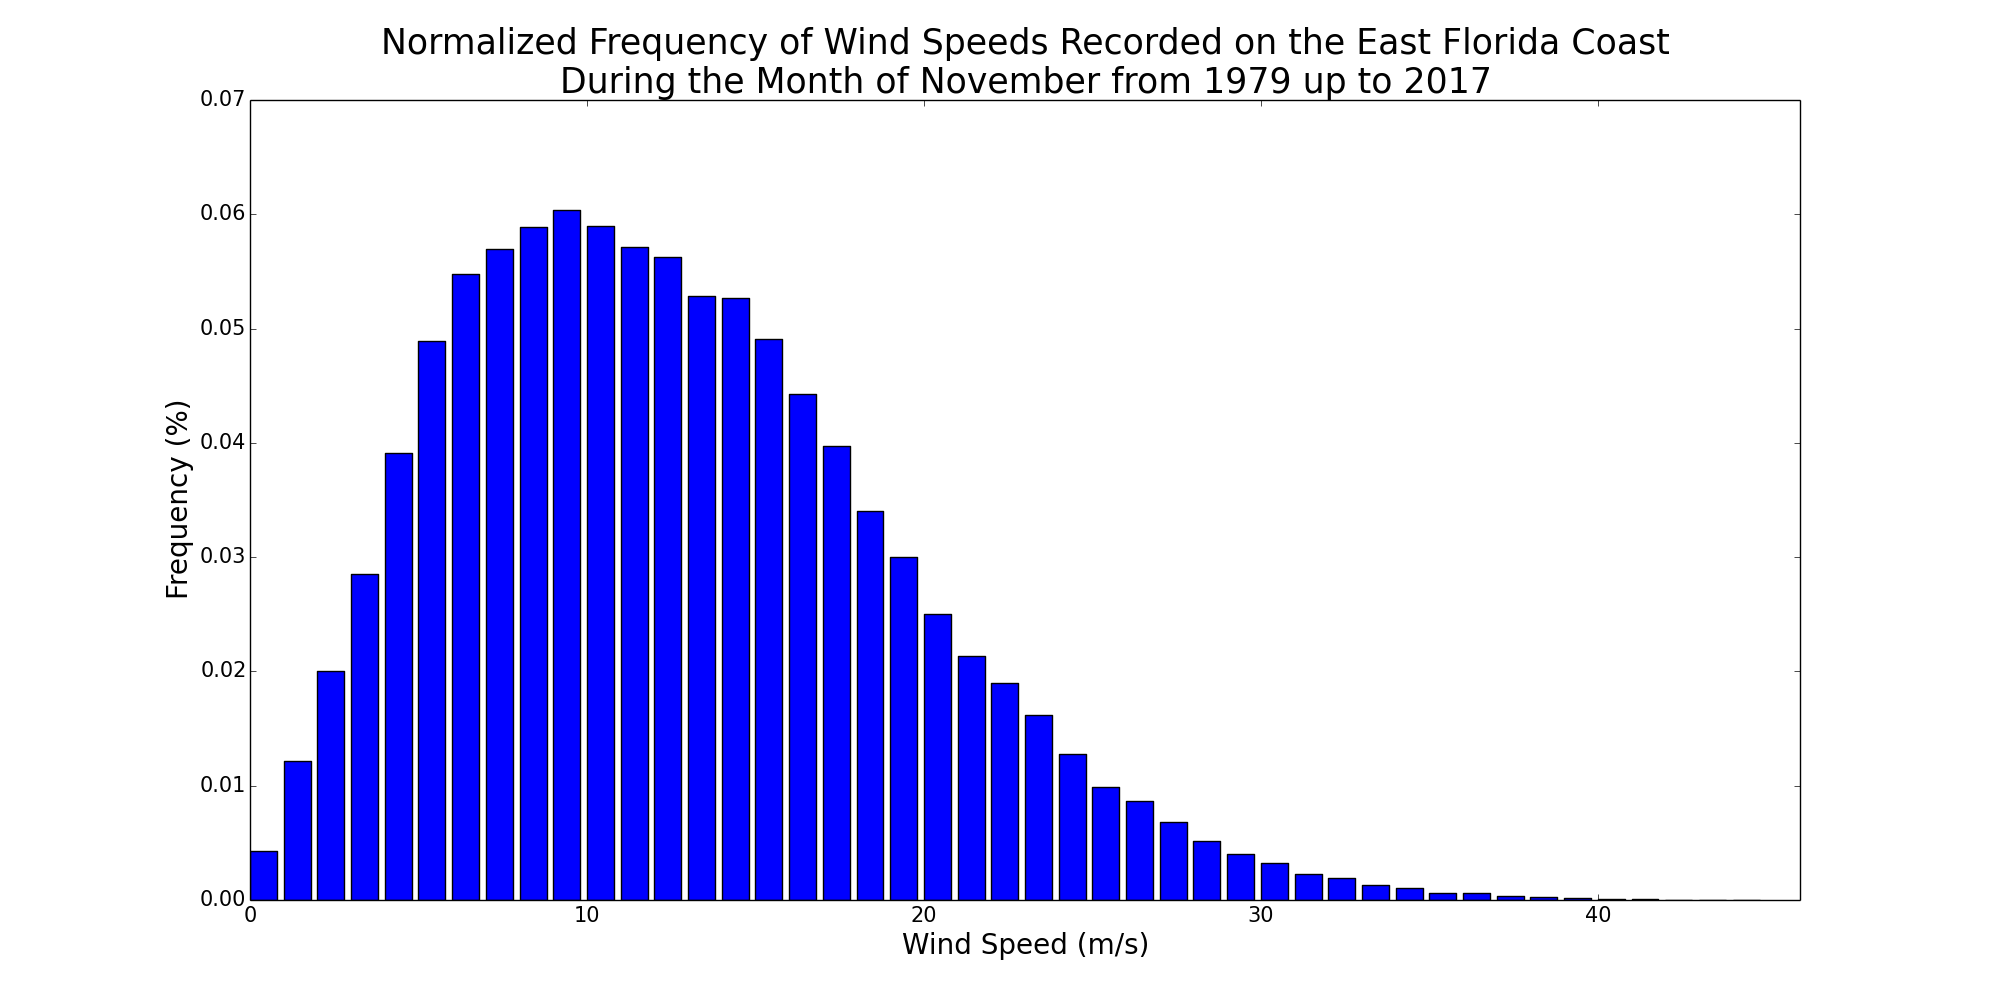 Normalized Frequency of Wind Speeds Recorded on the East Florida Coast
During the Month of November from 1979 up to 2017
0.07
0.06
0.05
0.04
0.03
0.02
0.01
0.00
Frequency (%)
0 10 20 30 40
Wind Speed (m/s)